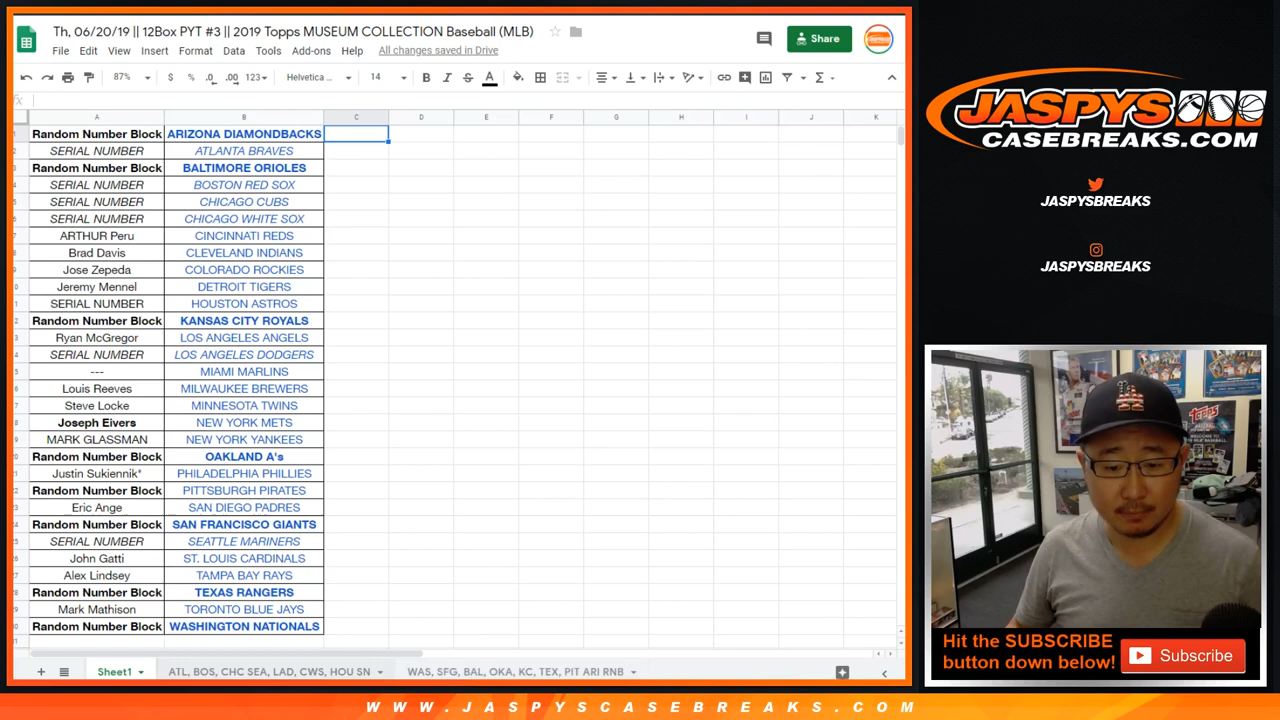 Th, 06/20/19 || 12Box PYT #3 || 2019 Topps MUSEUM COLLECTION Baseball (MLB)
File Edit View Insert Format Data Tools Add-ons Help All changes saved in Drive
Share
87% $ % .0 .00 123 Helvetica ... 14 B I S A
fx
A B C D E F G H I J K
Random Number Block ARIZONA DIAMONDBACKS
SERIAL NUMBER ATLANTA BRAVES
Random Number Block BALTIMORE ORIOLES
SERIAL NUMBER BOSTON RED SOX
SERIAL NUMBER CHICAGO CUBS
SERIAL NUMBER CHICAGO WHITE SOX
ARTHUR Peru CINCINNATI REDS
Brad Davis CLEVELAND INDIANS
Jose Zepeda COLORADO ROCKIES
Jeremy Mennel DETROIT TIGERS
SERIAL NUMBER HOUSTON ASTROS
Random Number Block KANSAS CITY ROYALS
Ryan McGregor LOS ANGELES ANGELS
SERIAL NUMBER LOS ANGELES DODGERS
--- MIAMI MARLINS
Louis Reeves MILWAUKEE BREWERS
Steve Locke MINNESOTA TWINS
Joseph Eivers NEW YORK METS
MARK GLASSMAN NEW YORK YANKEES
Random Number Block OAKLAND A's
Justin Sukiennik* PHILADELPHIA PHILLIES
Random Number Block PITTSBURGH PIRATES
Eric Ange SAN DIEGO PADRES
Random Number Block SAN FRANCISCO GIANTS
SERIAL NUMBER SEATTLE MARINERS
John Gatti ST. LOUIS CARDINALS
Alex Lindsey TAMPA BAY RAYS
Random Number Block TEXAS RANGERS
Mark Mathison TORONTO BLUE JAYS
Random Number Block WASHINGTON NATIONALS
Sheet1 ATL, BOS, CHC SEA, LAD, CWS, HOU SN WAS, SFG, BAL, OKA, KC, TEX, PIT ARI RNB
JASPYS
CASEBREAKS.COM
JASPYSBREAKS
JASPYSBREAKS
LA
Topps
Hit the SUBSCRIBE
button down below!
Subscribe
WWW.JASPYSCASEBREAKS.COM